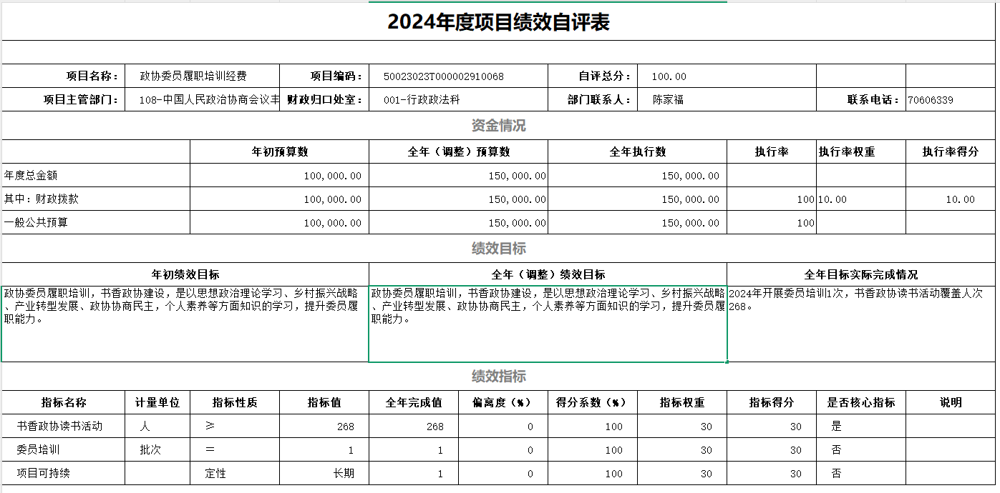 2024年度项目绩效自评表
项目名称： 政协委员履职培训经费 项目编码： 50023023T000002910068 自评总分： 100.00
项目主管部门： 108-中国人民政治协商会议丰 财政归口处室： 001-行政政法科 部门联系人： 陈家福 联系电话： 70606339
资金情况
年初预算数 全年（调整）预算数 全年执行数 执行率 执行率权重 执行率得分
年度总金额 100,000.00 150,000.00 150,000.00
其中：财政拨款 100,000.00 150,000.00 150,000.00 100 10.00 10.00
一般公共预算 100,000.00 150,000.00 150,000.00 100
绩效目标
年初绩效目标 全年（调整）绩效目标 全年目标实际完成情况
政协委员履职培训，书香政协建设，是以思想政治理论学习、乡村振兴战略
、产业转型发展、政协协商民主，个人素养等方面知识的学习，提升委员履
职能力。
政协委员履职培训，书香政协建设，是以思想政治理论学习、乡村振兴战略
、产业转型发展、政协协商民主，个人素养等方面知识的学习，提升委员履
职能力。
2024年开展委员培训1次，书香政协读书活动覆盖人次
268。
绩效指标
指标名称 计量单位 指标性质 指标值 全年完成值 偏离度（%） 得分系数（%） 指标权重 指标得分 是否核心指标 说明
书香政协读书活动 人 ≥ 268 268 0 100 30 30 是
委员培训 批次 ＝ 1 1 0 100 30 30 否
项目可持续 定性 长期 1 0 100 30 30 否